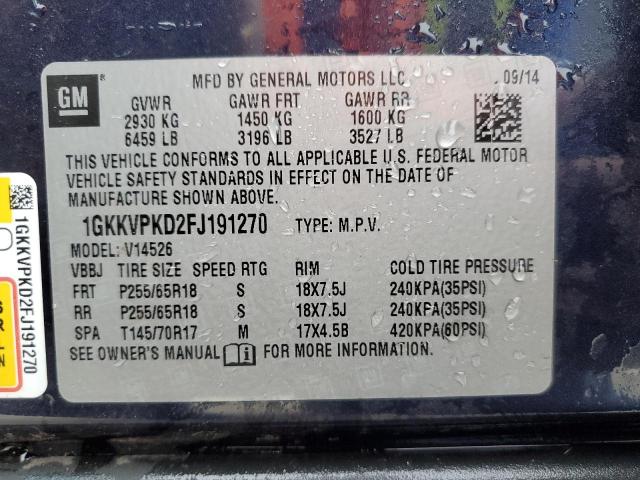 GM
®
MFD BY GENERAL MOTORS LLC 09/14
GVWR GAWR FRT GAWR RR
2930 KG 1450 KG 1600 KG
6459 LB 3196 LB 3527 LB
THIS VEHICLE CONFORMS TO ALL APPLICABLE U.S. FEDERAL MOTOR
VEHICLE SAFETY STANDARDS IN EFFECT ON THE DATE OF
MANUFACTURE SHOWN ABOVE.
1GKKVPKD2FJ191270 TYPE: M.P.V.
MODEL: V14526
VBBJ TIRE SIZE SPEED RTG RIM COLD TIRE PRESSURE
FRT P255/65R18 S 18X7.5J 240KPA(35PSI)
RR P255/65R18 S 18X7.5J 240KPA(35PSI)
SPA T145/70R17 M 17X4.5B 420KPA(60PSI)
SEE OWNER'S MANUAL FOR MORE INFORMATION.
1GKKVPKD2FJ191270